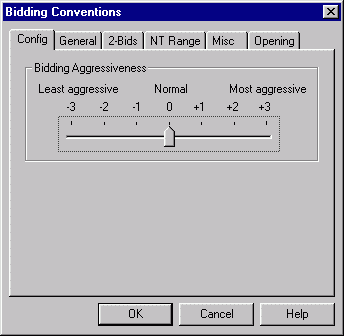 Bidding Conventions
Config General 2-Bids NT Range Misc Opening
Bidding Aggressiveness
Least aggressive Normal Most aggressive
-3 -2 -1 0 +1 +2 +3
OK Cancel Help